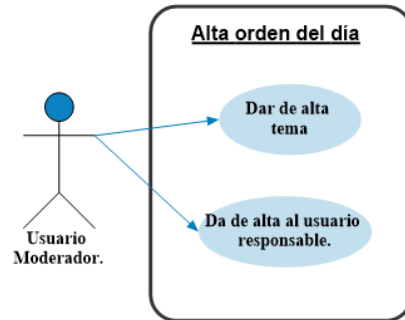 Alta orden del día
Dar de alta
tema
Da de alta al usuario
responsable.
Usuario
Moderador.